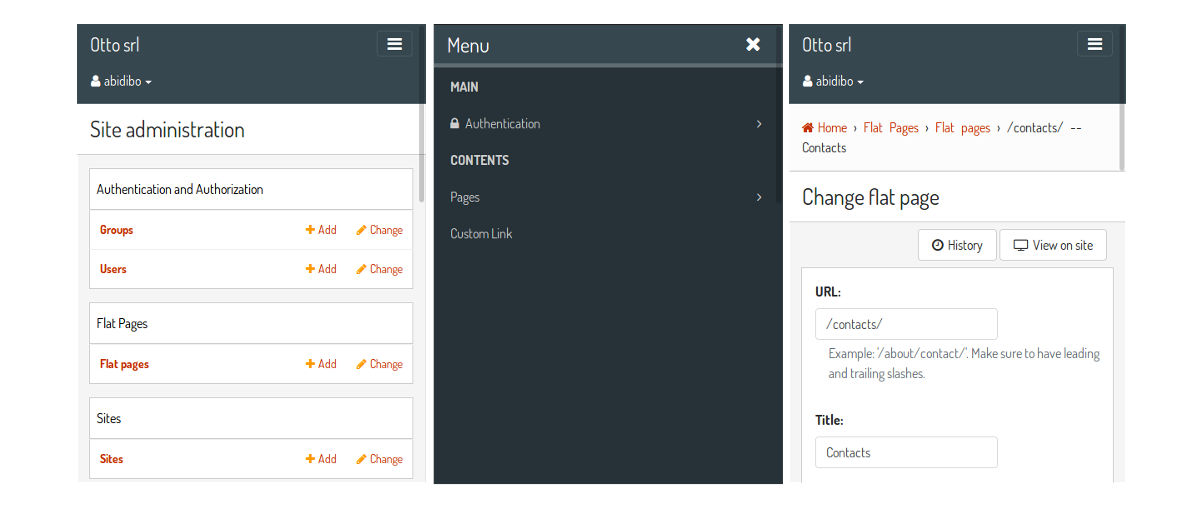 Otto srl
abidibo
Site administration
Authentication and Authorization
Groups Add Change
Users Add Change
Flat Pages
Flat pages Add Change
Sites
Sites Add Change
Menu
MAIN
Authentication
CONTENTS
Pages
Custom Link
Otto srl
abidibo
Home › Flat Pages › Flat pages › /contacts/ --
Contacts
Change flat page
History View on site
URL:
/contacts/
Example: '/about/contact/'. Make sure to have leading
and trailing slashes.
Title:
Contacts